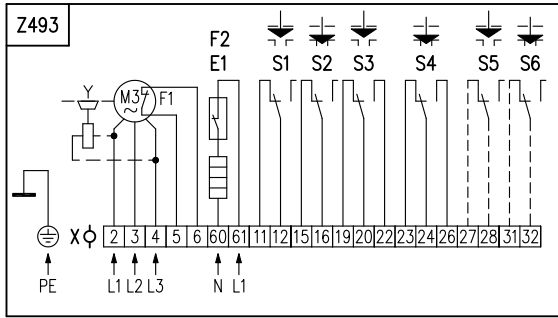 Z493
F2
E1 S1 S2 S3 S4 S5 S6
Y M3 ~ F1
X 2 3 4 5 6 60 61 11 12 15 16 19 20 22 23 24 26 27 28 31 32
PE L1 L2 L3 N L1